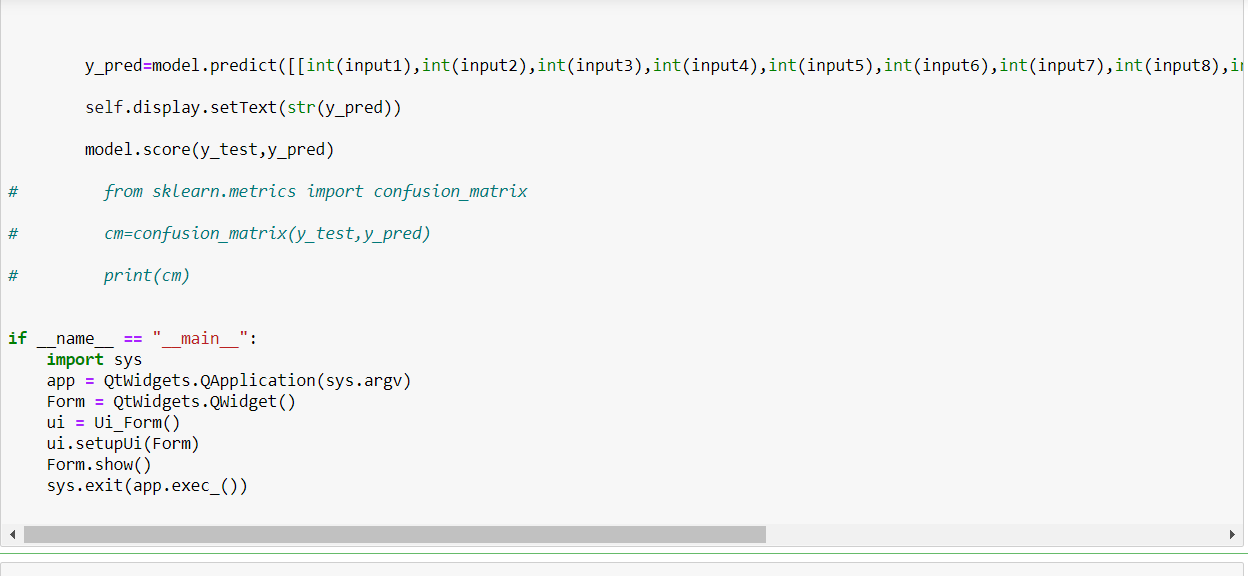 y_pred=model.predict([[int(input1),int(input2),int(input3),int(input4),int(input5),int(input6),int(input7),int(input8),
        self.display.setText(str(y_pred))
        model.score(y_test,y_pred)
#         from sklearn.metrics import confusion_matrix
#         cm=confusion_matrix(y_test,y_pred)
#         print(cm)
if __name__ == "__main__":
    import sys
    app = QtWidgets.QApplication(sys.argv)
    Form = QtWidgets.QWidget()
    ui = Ui_Form()
    ui.setupUi(Form)
    Form.show()
    sys.exit(app.exec_())